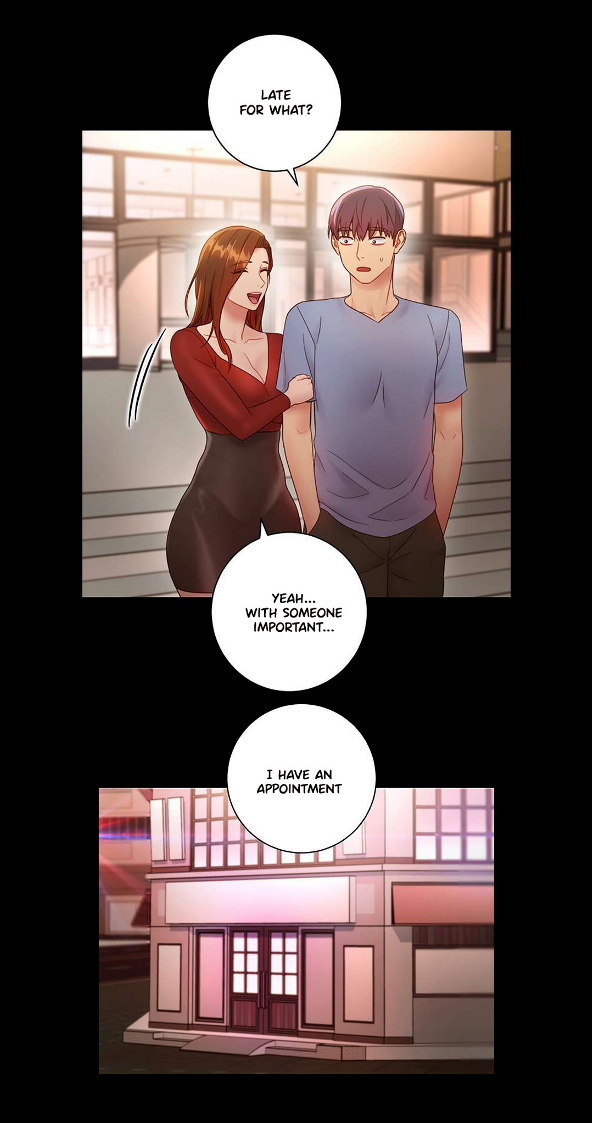 LATE
FOR WHAT?
YEAH...
WITH SOMEONE
IMPORTANT...
I HAVE AN
APPOINTMENT